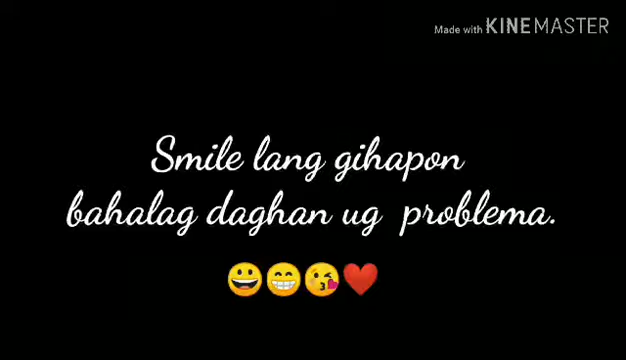 Made with KINEMASTER
Smile lang gihapon
bahalag daghan ug problema.
😀😁😘❤️